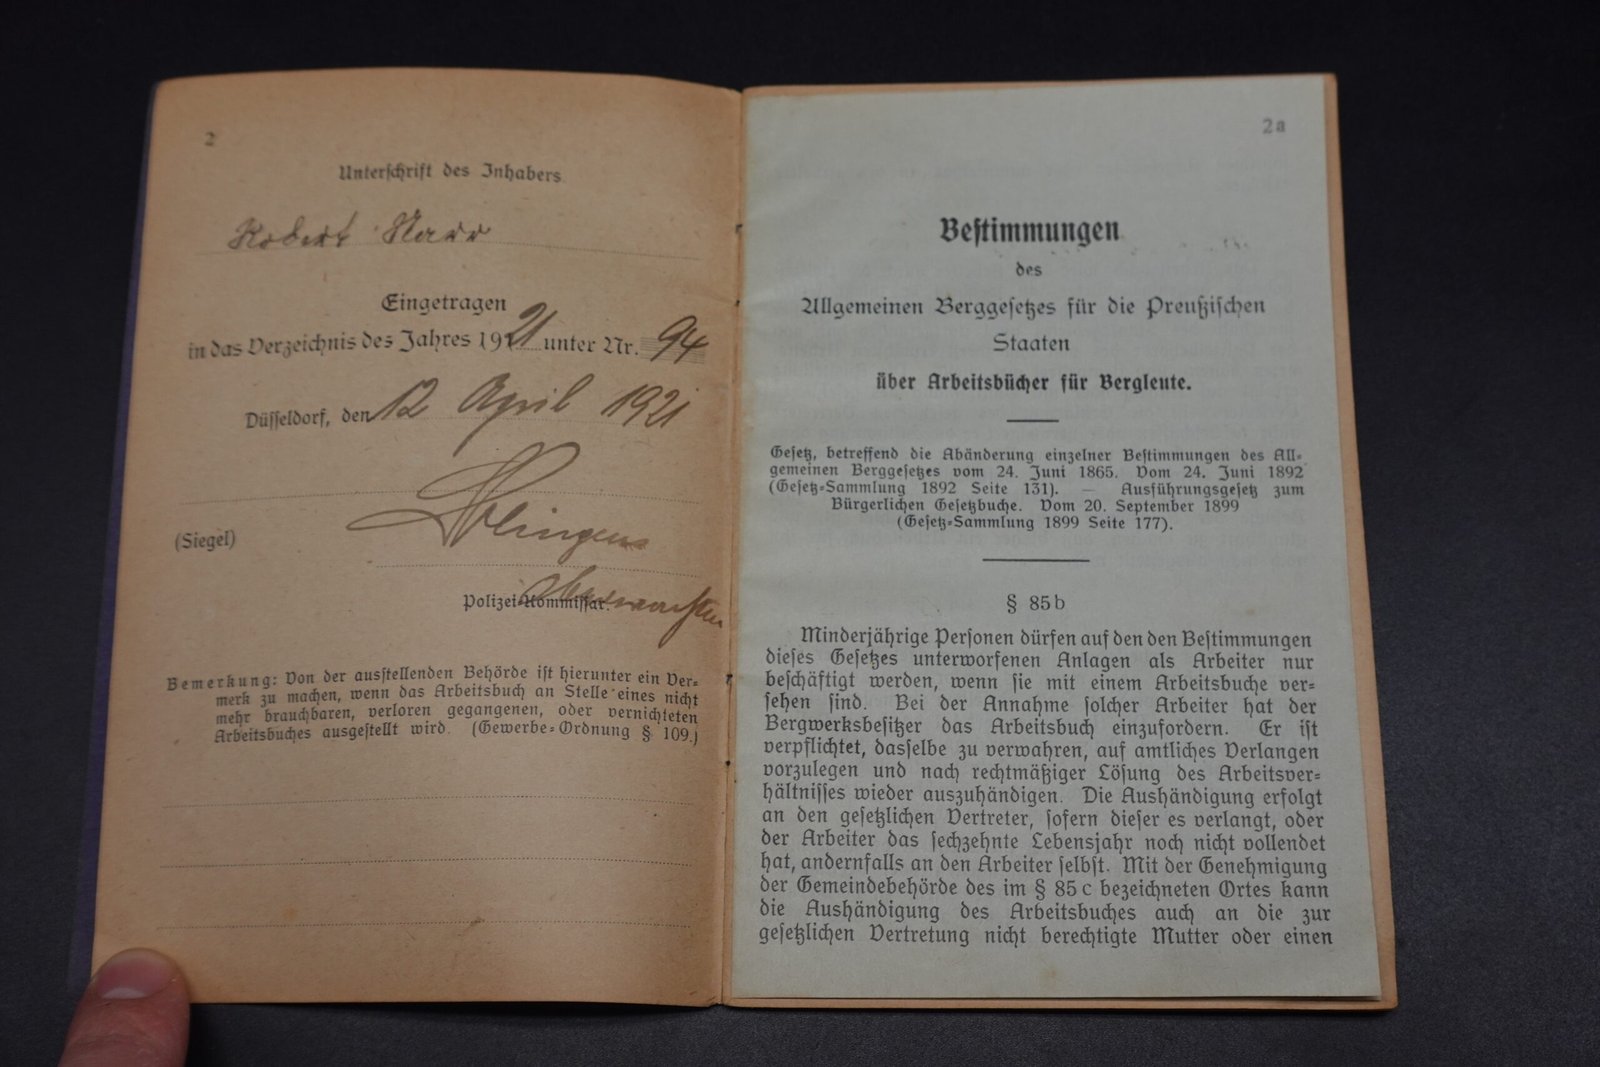 2
Unterschrift des Inhabers
Robert Narr
Eingetragen
in das Verzeichnis des Jahres 1921 unter Nr. 94
Düsseldorf, den 12 April 1921
(Siegel)
Polizei-Kommissar.
Bemerkung: Von der ausstellenden Behörde ist hierunter ein Ver-
merk zu machen, wenn das Arbeitsbuch an Stelle eines nicht
mehr brauchbaren, verloren gegangenen, oder vernichteten
Arbeitsbuches ausgestellt wird. (Gewerbe-Ordnung § 109.)
2a
Bestimmungen
des
Allgemeinen Berggesetzes für die Preußischen
Staaten
über Arbeitsbücher für Bergleute.
Gesetz, betreffend die Abänderung einzelner Bestimmungen des All-
gemeinen Berggesetzes vom 24. Juni 1865. Vom 24. Juni 1892
(Gesetz-Sammlung 1892 Seite 131). — Ausführungsgesetz zum
Bürgerlichen Gesetzbuche. Vom 20. September 1899
(Gesetz-Sammlung 1899 Seite 177).
§ 85b
Minderjährige Personen dürfen auf den den Bestimmungen
dieses Gesetzes unterworfenen Anlagen als Arbeiter nur
beschäftigt werden, wenn sie mit einem Arbeitsbuche ver-
sehen sind. Bei der Annahme solcher Arbeiter hat der
Bergwerksbesitzer das Arbeitsbuch einzufordern. Er ist
verpflichtet, dasselbe zu verwahren, auf amtliches Verlangen
vorzulegen und nach rechtmäßiger Lösung des Arbeitsver-
hältnisses wieder auszuhändigen. Die Aushändigung erfolgt
an den gesetzlichen Vertreter, sofern dieser es verlangt, oder
der Arbeiter das sechzehnte Lebensjahr noch nicht vollendet
hat, andernfalls an den Arbeiter selbst. Mit der Genehmigung
der Gemeindebehörde des im § 85c bezeichneten Ortes kann
die Aushändigung des Arbeitsbuches auch an die zur
gesetzlichen Vertretung nicht berechtigte Mutter oder einen